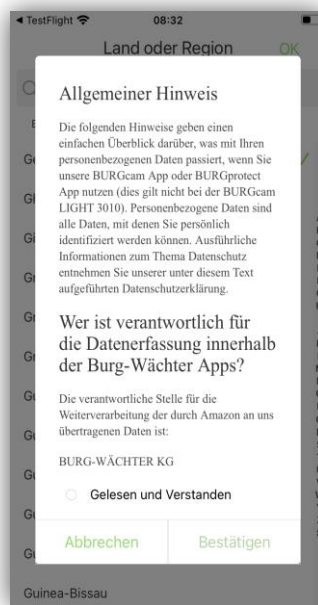 TestFlight
08:32
Land oder Region
OK
Allgemeiner Hinweis
Die folgenden Hinweise geben einen
einfachen Überblick darüber, was mit Ihren
personenbezogenen Daten passiert, wenn Sie
unsere BURGcam App oder BURGprotect
App nutzen (dies gilt nicht bei der BURGcam
LIGHT 3010). Personenbezogene Daten sind
alle Daten, mit denen Sie persönlich
identifiziert werden können. Ausführliche
Informationen zum Thema Datenschutz
entnehmen Sie unserer unter diesem Text
aufgeführten Datenschutzerklärung.
Wer ist verantwortlich für
die Datenerfassung innerhalb
der Burg-Wächter Apps?
Die verantwortliche Stelle für die
Weiterverarbeitung der durch Amazon an uns
übertragenen Daten ist:
BURG-WÄCHTER KG
Gelesen und Verstanden
Abbrechen
Bestätigen
Guinea-Bissau